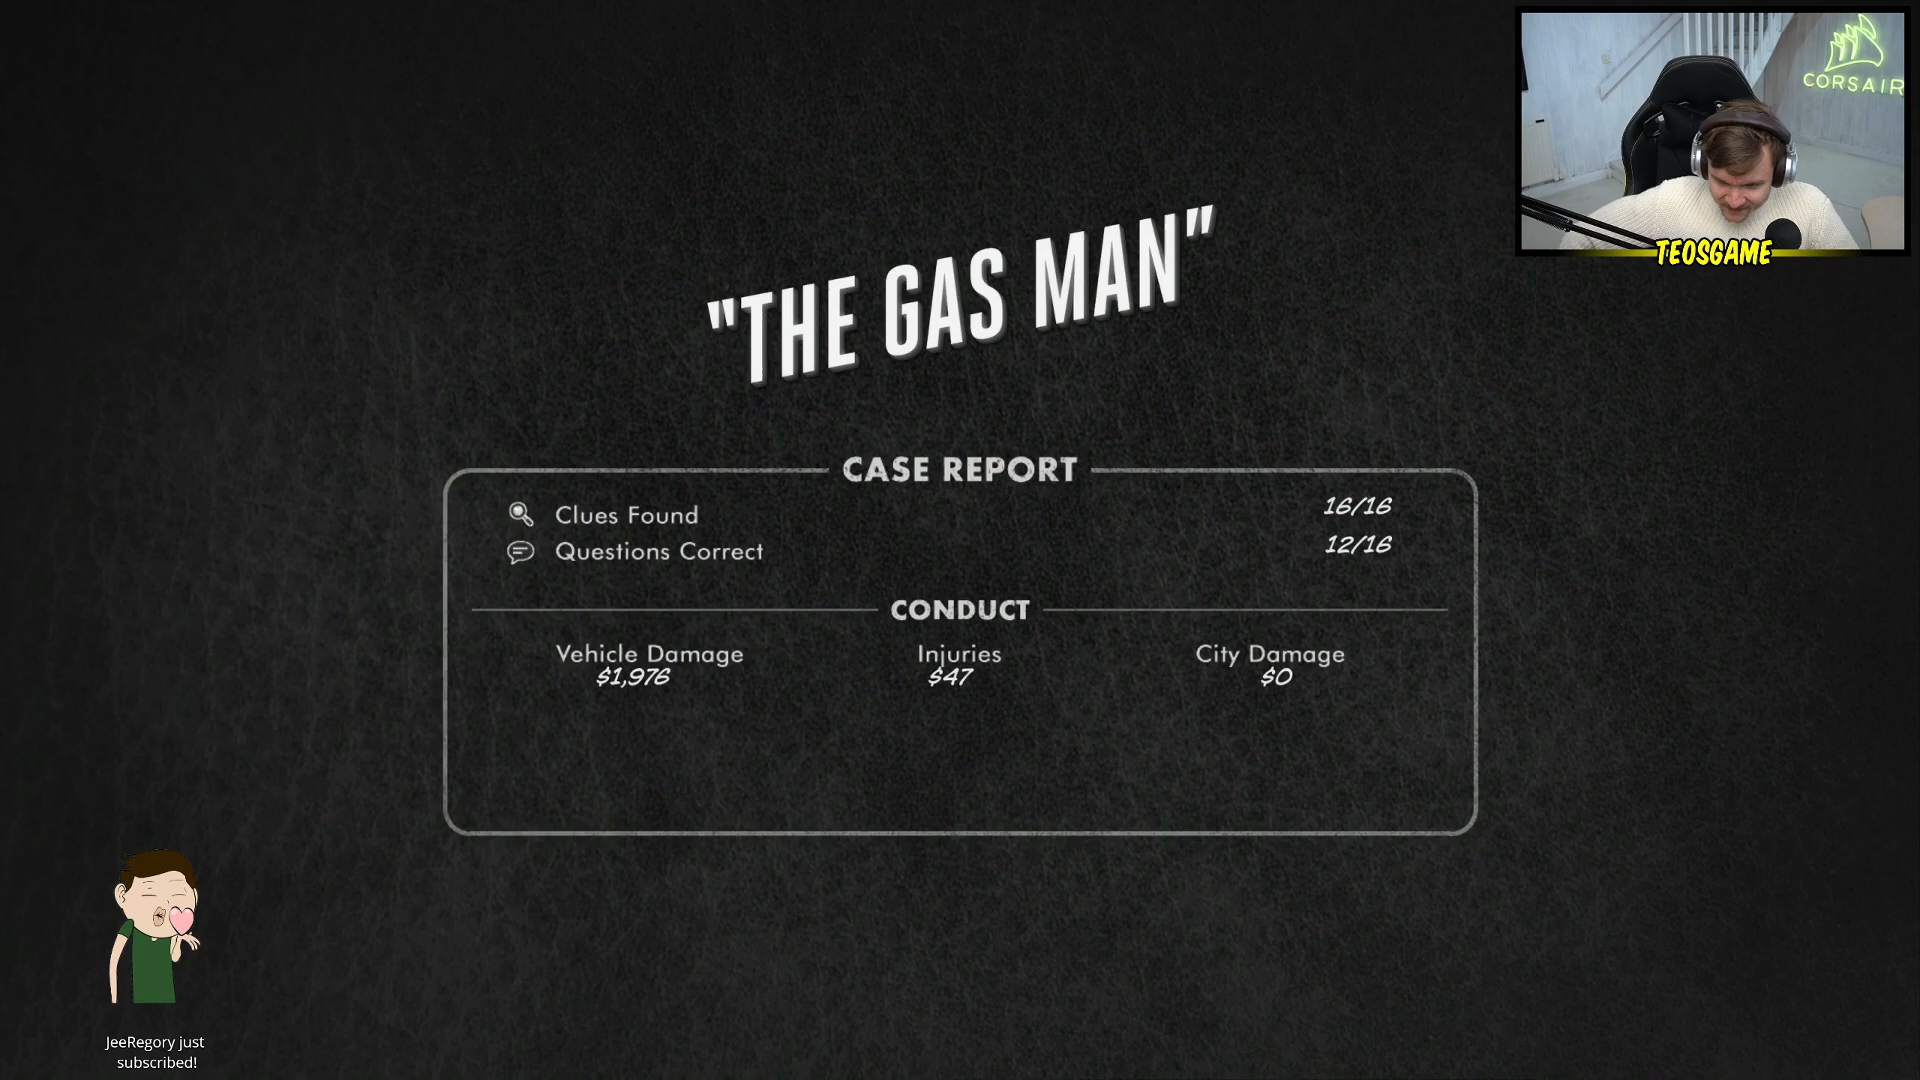 CORSAIR
TEOSGAME
"THE GAS MAN"
CASE REPORT
Clues Found 16/16
Questions Correct 12/16
CONDUCT
Vehicle Damage Injuries City Damage
$1,976 $47 $0
JeeRegory just
subscribed!